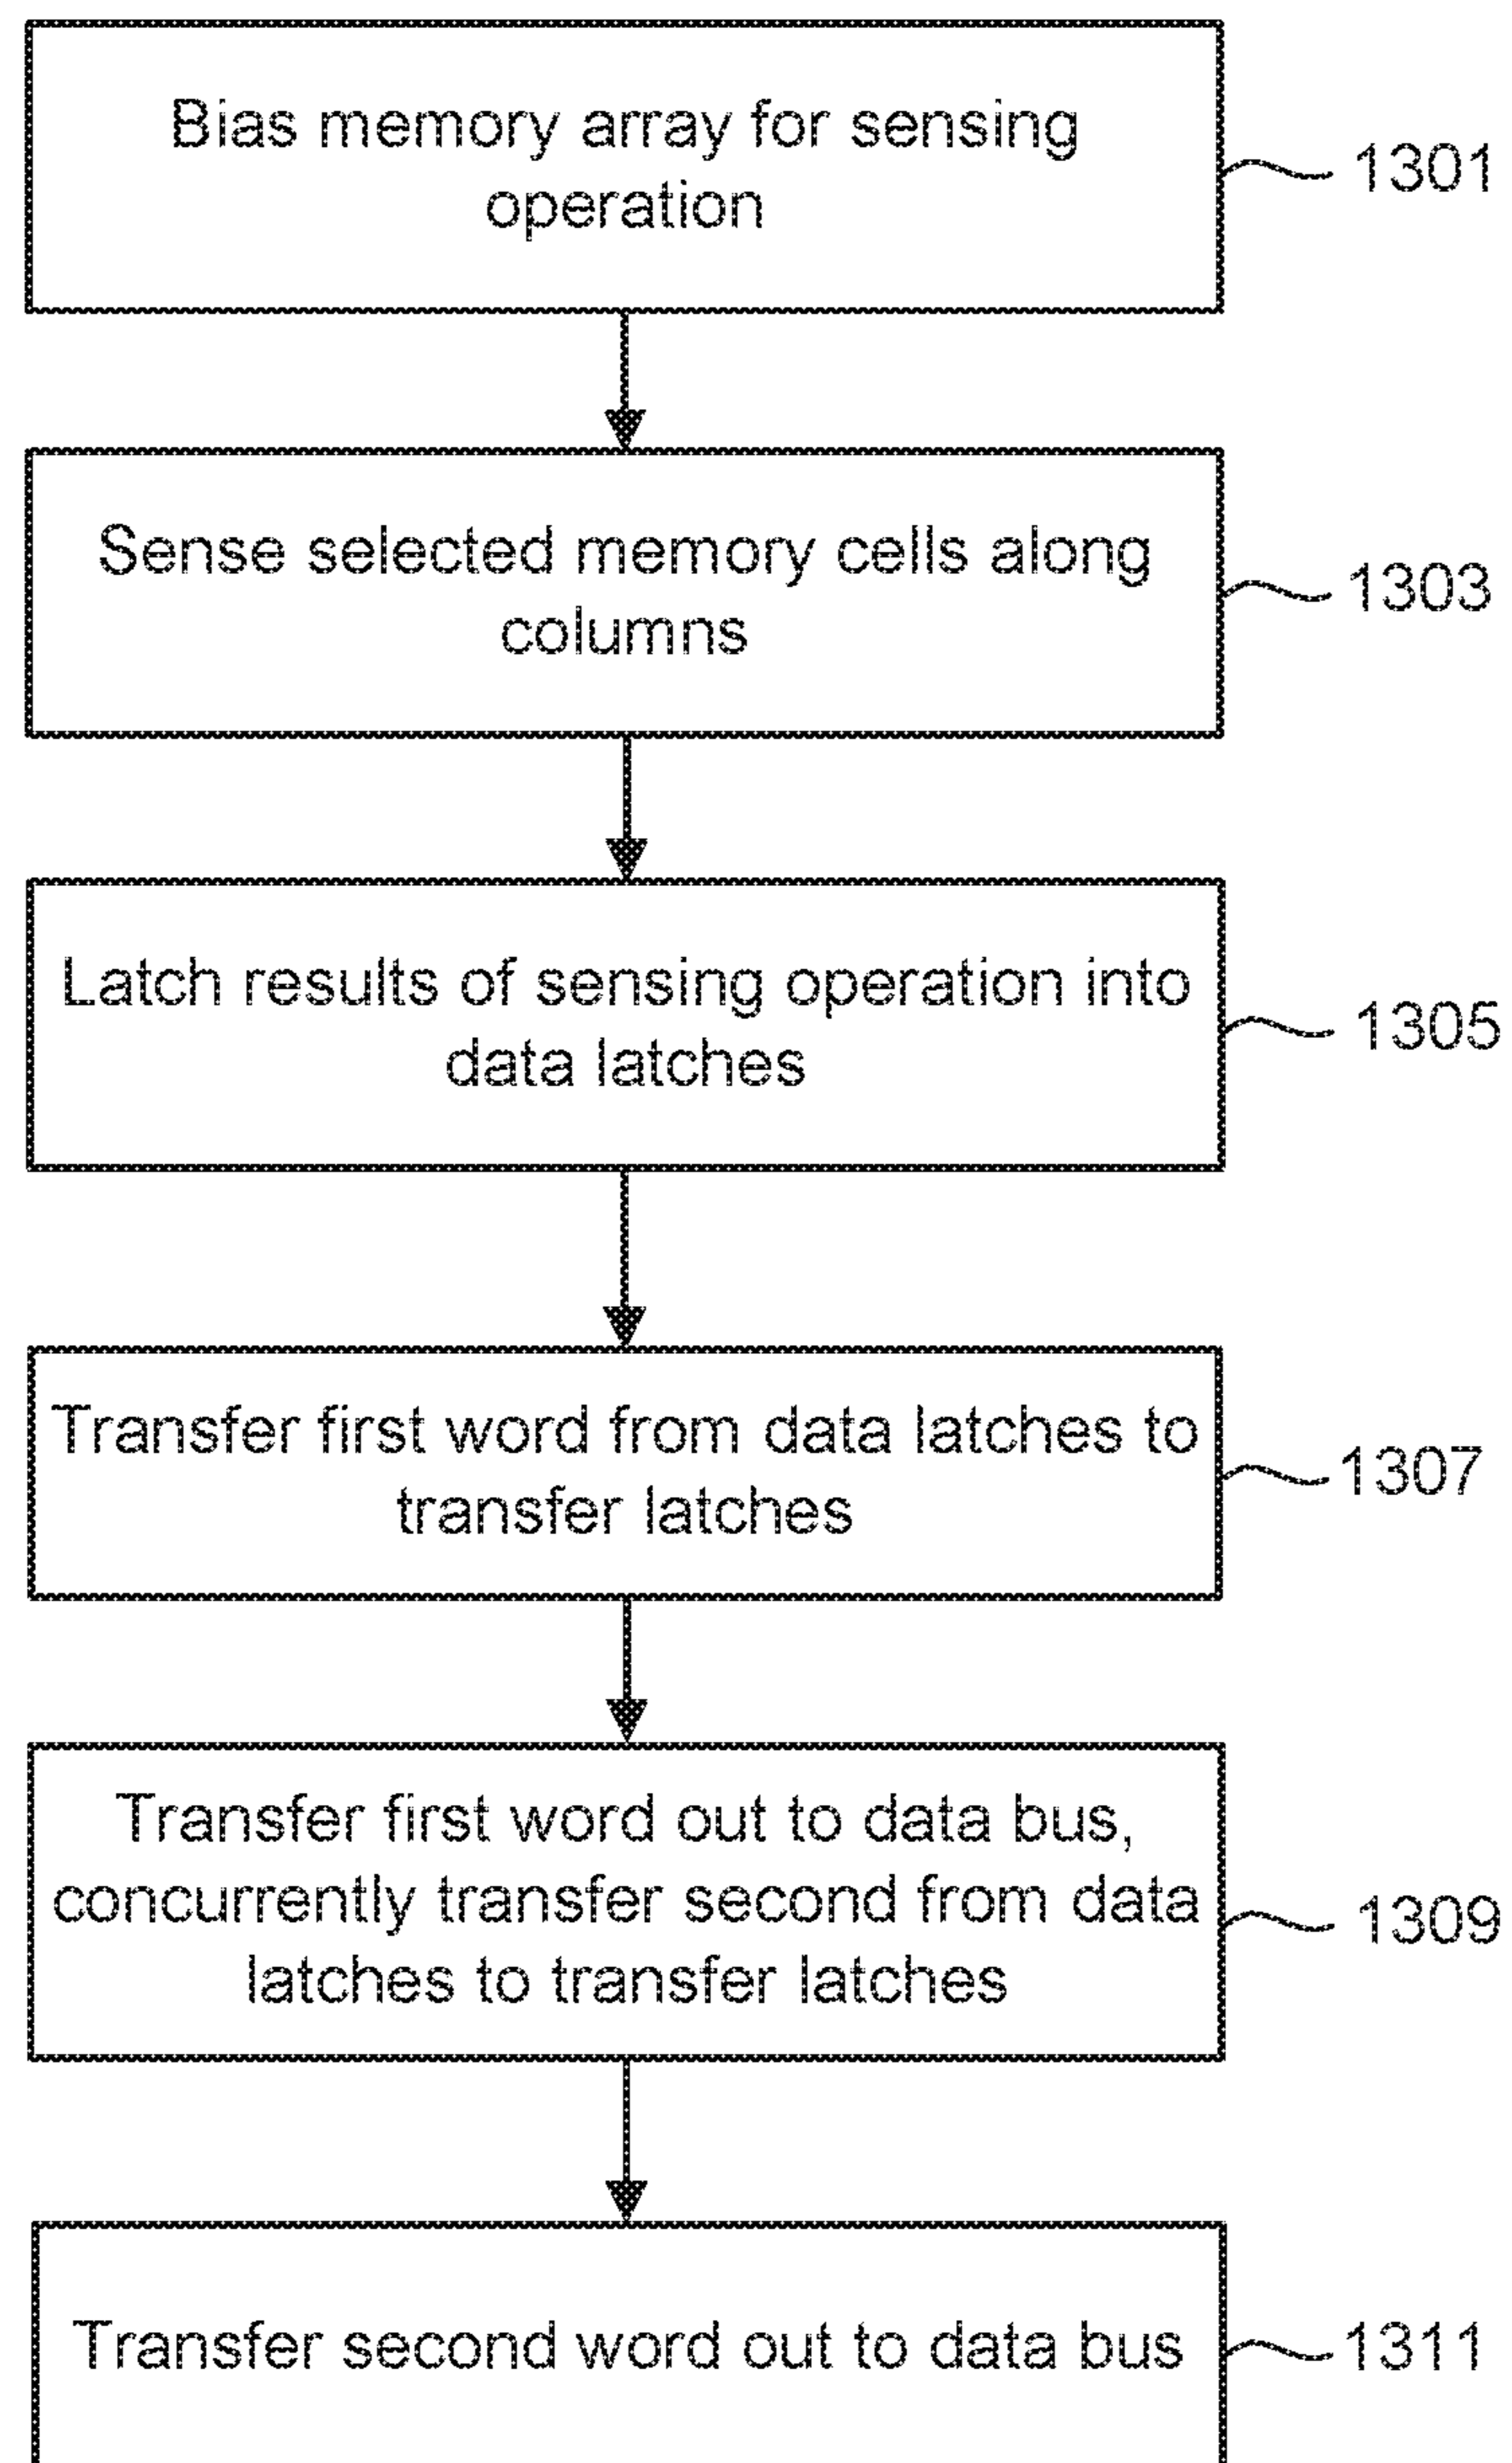 Bias memory array for sensing
operation
1301
Sense selected memory cells along
columns
1303
Latch results of sensing operation into
data latches
1305
Transfer first word from data latches to
transfer latches
1307
Transfer first word out to data bus,
concurrently transfer second from data
latches to transfer latches
1309
Transfer second word out to data bus
1311